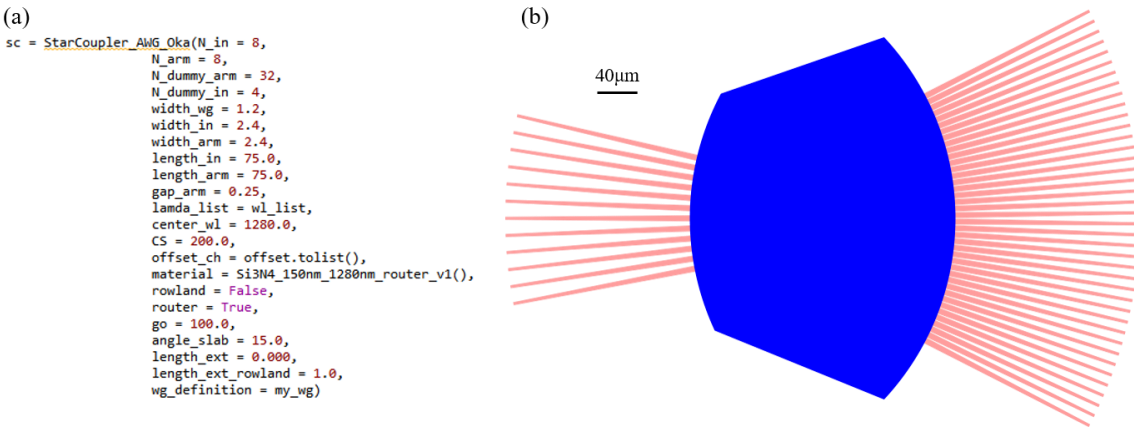 (a)
sc = StarCoupler_AWG_Oka(N_in = 8,
N_arm = 8,
N_dummy_arm = 32,
N_dummy_in = 4,
width_wg = 1.2,
width_in = 2.4,
width_arm = 2.4,
length_in = 75.0,
length_arm = 75.0,
gap_arm = 0.25,
lamda_list = wl_list,
center_wl = 1280.0,
CS = 200.0,
offset_ch = offset.tolist(),
material = Si3N4_150nm_1280nm_router_v1(),
rowland = False,
router = True,
go = 100.0,
angle_slab = 15.0,
length_ext = 0.000,
length_ext_rowland = 1.0,
wg_definition = my_wg)
(b)
40μm